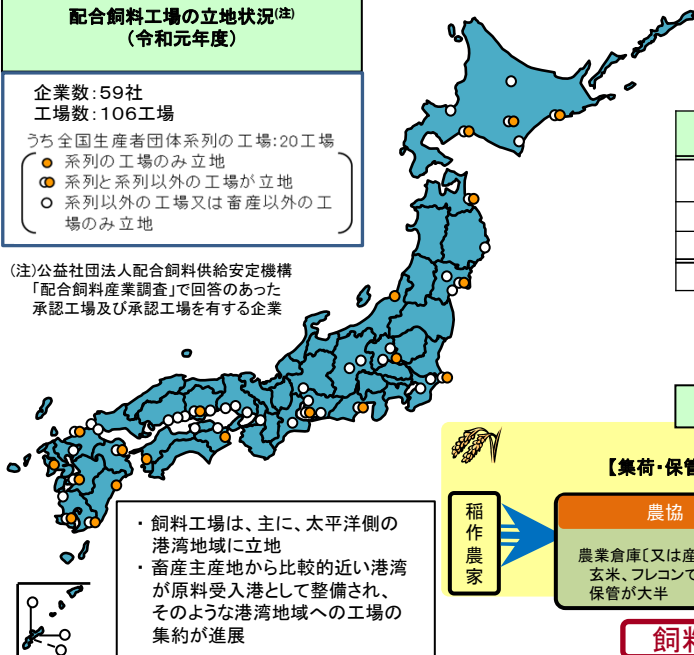 配合飼料工場の立地状況(注)
(令和元年度)
企業数:59社
工場数:106工場
うち全国生産者団体系列の工場:20工場
系列の工場のみ立地
系列と系列以外の工場が立地
系列以外の工場又は畜産以外の工
場のみ立地
(注)公益社団法人配合飼料供給安定機構
「配合飼料産業調査」で回答のあった
承認工場及び承認工場を有する企業
・飼料工場は、主に、太平洋側の
港湾地域に立地
・畜産主産地から比較的近い港湾
が原料受入港として整備され、
そのような港湾地域への工場の
集約が進展
【集荷・保管
稲作農家
農協
農業倉庫〔又は産
玄米、フレコンで
保管が大半
飼料